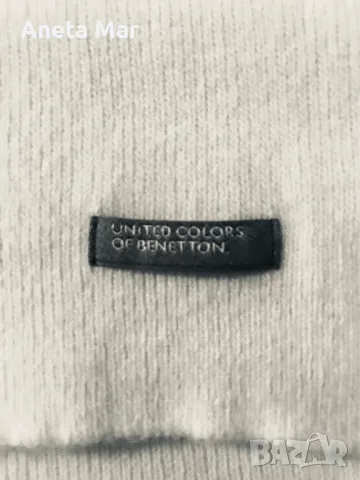 Aneta Mar
UNITED COLORS
OF BENETTON.
BAZAR